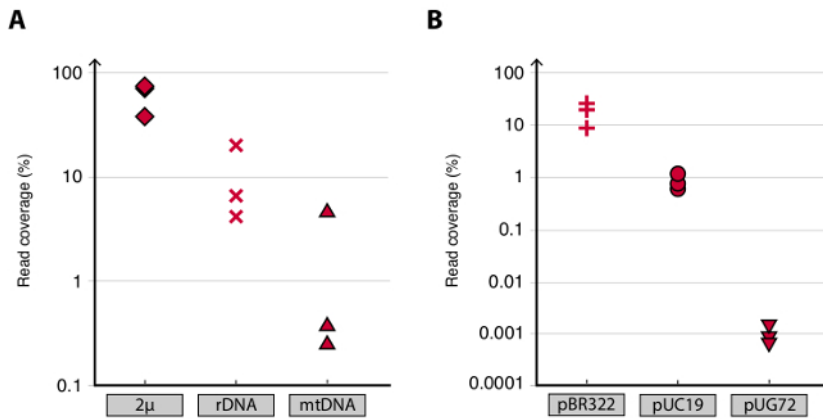 A
Read coverage (%)
100
10
1
0.1
2µ rDNA mtDNA
B
Read coverage (%)
100
10
1
0.1
0.01
0.001
0.0001
pBR322 pUC19 pUG72